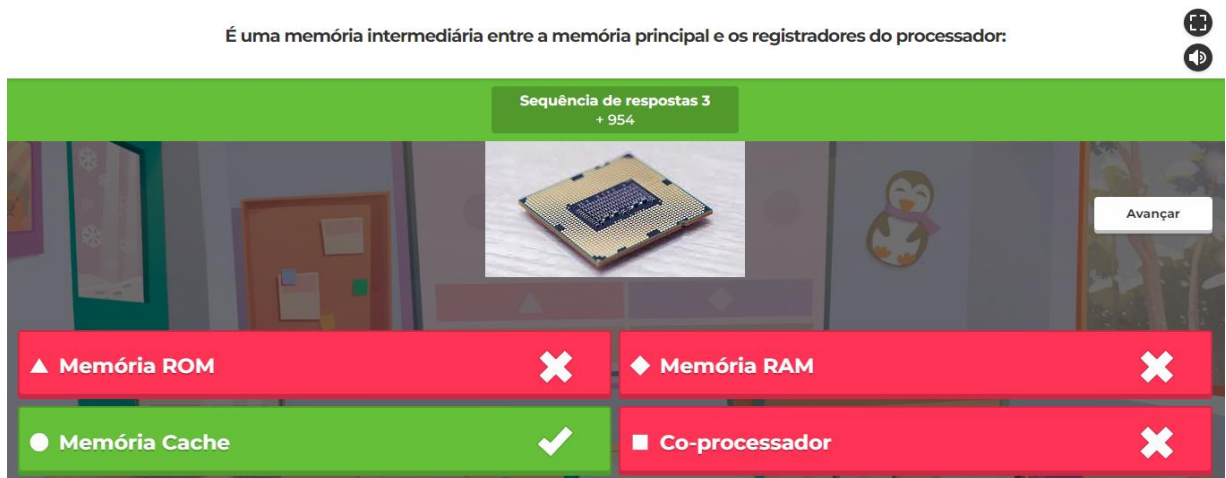 É uma memória intermediária entre a memória principal e os registradores do processador:
Sequência de respostas 3
+ 954
Avançar
Memória ROM
Memória RAM
Memória Cache
Co-processador